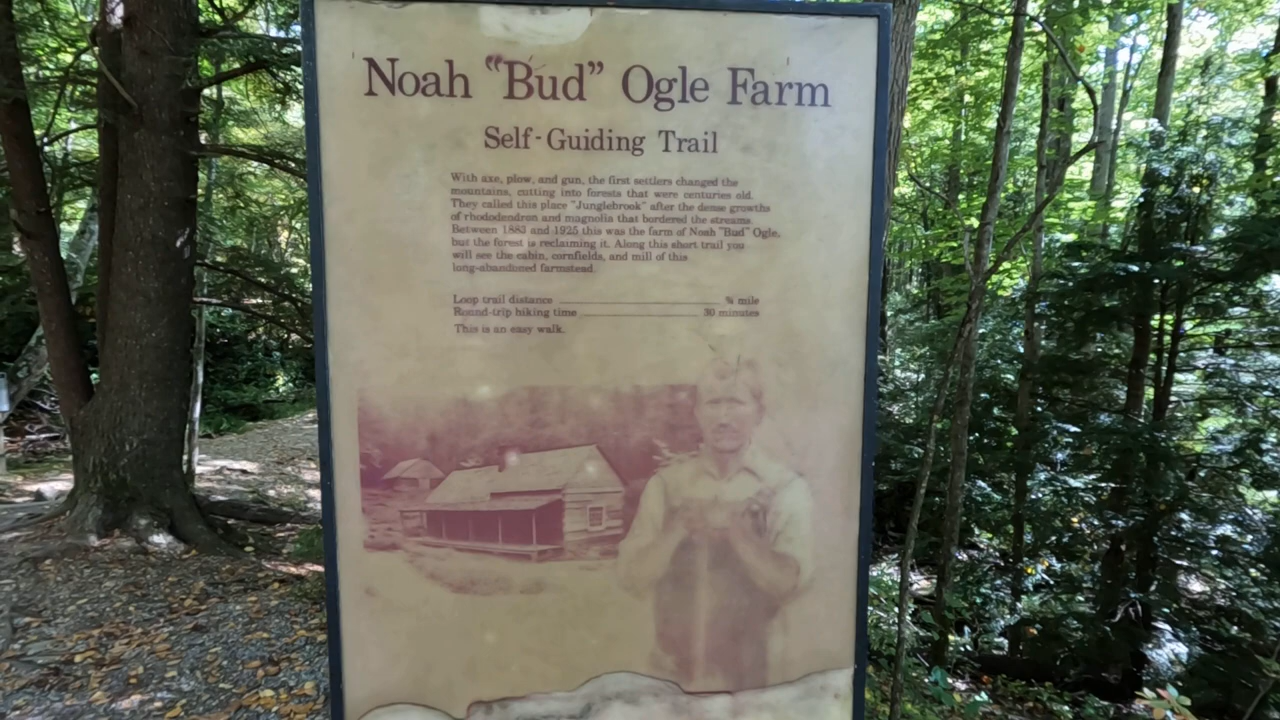 Noah "Bud" Ogle Farm
Self-Guiding Trail
With axe, plow, and gun, the first settlers changed the
mountains, cutting into forests that were centuries old.
They called this place "Junglebrook" after the dense growths
of rhododendron and magnolia that bordered the streams.
Between 1883 and 1925 this was the farm of Noah "Bud" Ogle,
but the forest is reclaiming it. Along this short trail you
will see the cabin, cornfields, and mill of this
long-abandoned farmstead.
Loop trail distance ¾ mile
Round-trip hiking time 30 minutes
This is an easy walk.